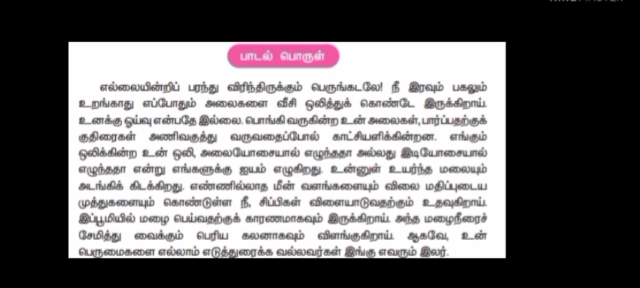 பாடல் பொருள்
எல்லையின்றிப் பரந்து விரிந்திருக்கும் பெருங்கடலே! நீ இரவும் பகலும்
உறங்காது எப்போதும் அலைகளை வீசி ஒலித்துக் கொண்டே இருக்கிறாய்.
உனக்கு ஓய்வு என்பதே இல்லை. பொங்கி வருகின்ற உன் அலைகள், பார்ப்பதற்குக்
குதிரைகள் அணிவகுத்து வருவதைப்போல் காட்சியளிக்கின்றன. எங்கும்
ஒலிக்கின்ற உன் ஒலி, அலையோசையால் எழுந்ததா அல்லது இடியோசையால்
எழுந்ததா என்று எங்களுக்கு ஐயம் எழுகிறது. உன்னுள் உயர்ந்த மலையும்
அடங்கிக் கிடக்கிறது. எண்ணில்லாத மீன் வளங்களையும் விலை மதிப்புடைய
முத்துகளையும் கொண்டுள்ள நீ, சிப்பிகள் விளையாடுவதற்கும் உதவுகிறாய்.
இப்பூமியில் மழை பெய்வதற்குக் காரணமாகவும் இருக்கிறாய். அந்த மழைநீரைச்
சேமித்து வைக்கும் பெரிய கலனாகவும் விளங்குகிறாய். ஆகவே, உன்
பெருமைகளை எல்லாம் எடுத்துரைக்க வல்லவர்கள் இங்கு எவரும் இலர்.